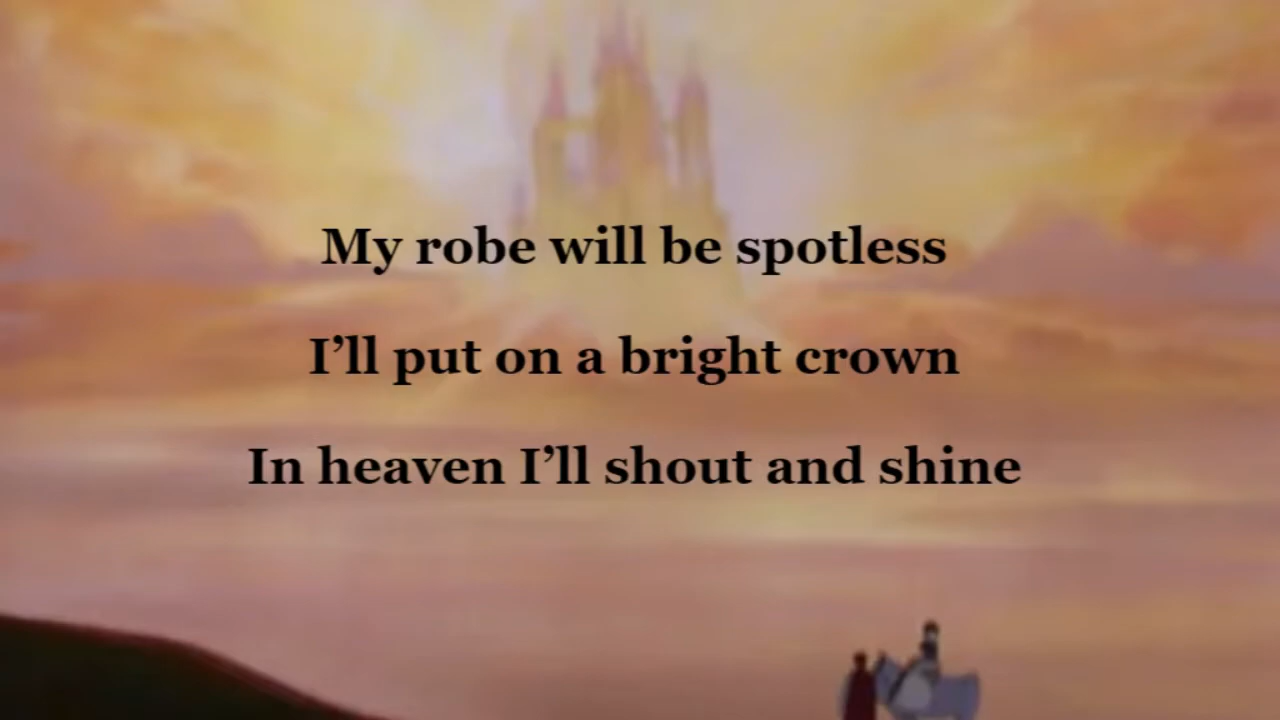 My robe will be spotless
I’ll put on a bright crown
In heaven I’ll shout and shine